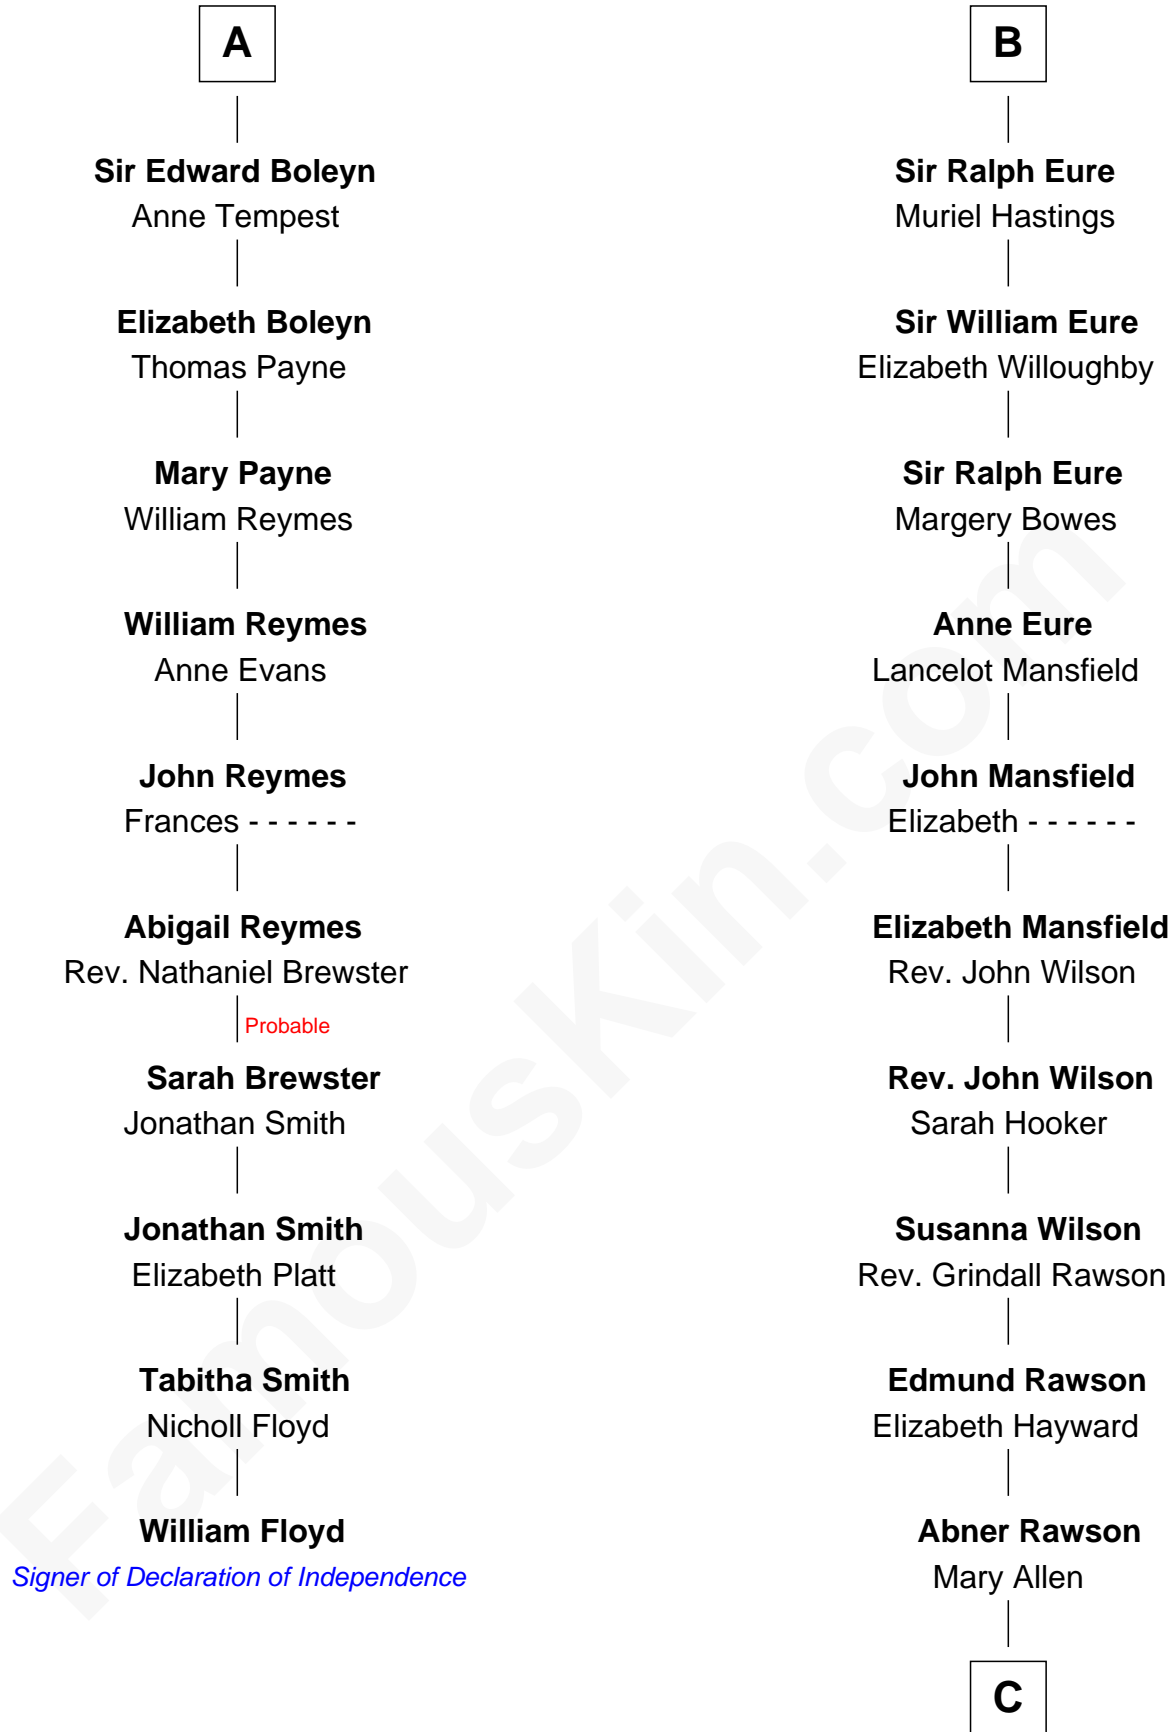 A
Sir Edward Boleyn
Anne Tempest
Elizabeth Boleyn
Thomas Payne
Mary Payne
William Reymes
William Reymes
Anne Evans
John Reymes
Frances - - - - - -
Abigail Reymes
Rev. Nathaniel Brewster
Probable
Sarah Brewster
Jonathan Smith
Jonathan Smith
Elizabeth Platt
Tabitha Smith
Nicholl Floyd
William Floyd
Signer of Declaration of Independence
B
Sir Ralph Eure
Muriel Hastings
Sir William Eure
Elizabeth Willoughby
Sir Ralph Eure
Margery Bowes
Anne Eure
Lancelot Mansfield
John Mansfield
Elizabeth - - - - - -
Elizabeth Mansfield
Rev. John Wilson
Rev. John Wilson
Sarah Hooker
Susanna Wilson
Rev. Grindall Rawson
Edmund Rawson
Elizabeth Hayward
Abner Rawson
Mary Allen
C
FamousKin.com